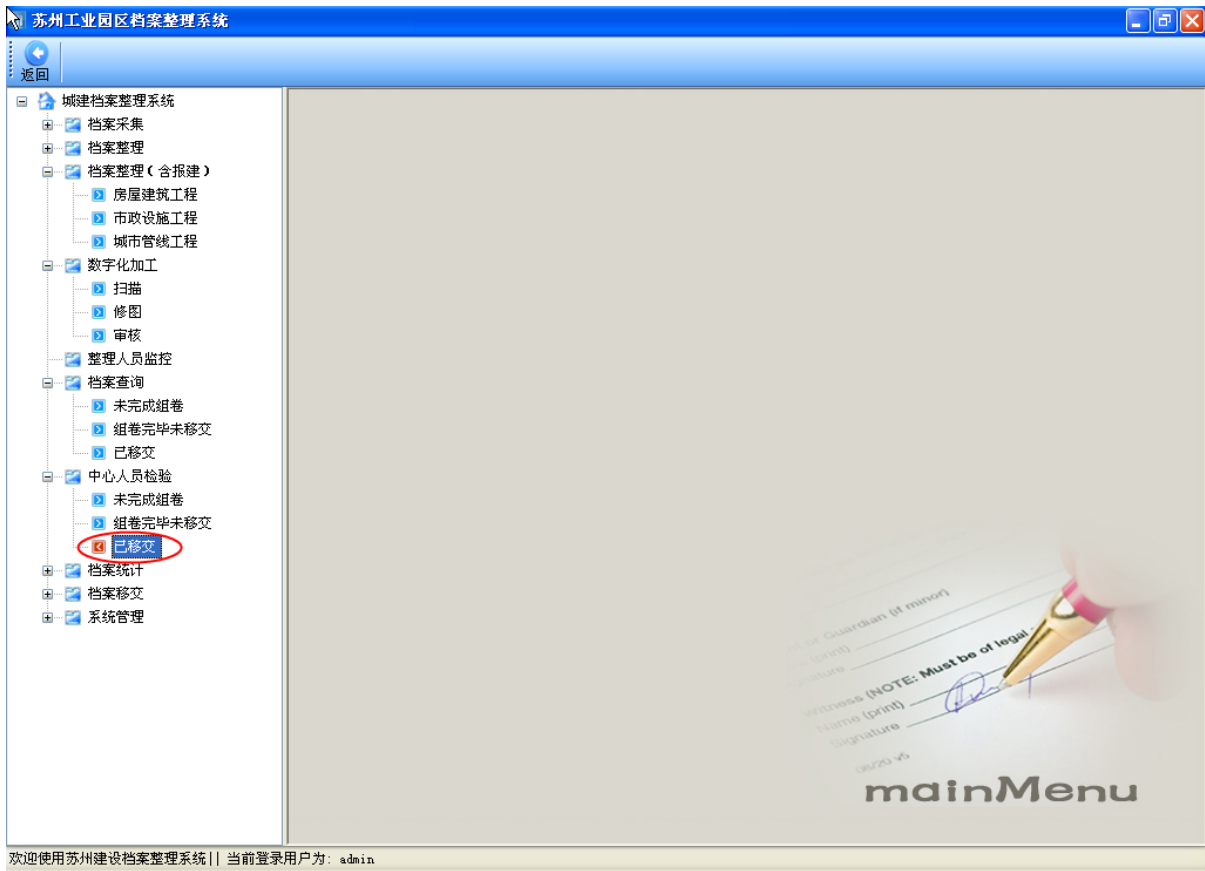 苏州工业园区档案整理系统
返回
城建档案整理系统
档案采集
档案整理
档案整理(含报建)
房屋建筑工程
市政设施工程
城市管线工程
数字化加工
扫描
修图
审核
整理人员监控
档案查询
未完成组卷
组卷完毕未移交
已移交
中心人员检验
未完成组卷
组卷完毕未移交
已移交
档案统计
档案移交
系统管理
or Guardian (if minor)
(print)
Witness (NOTE: Must be of legal
Name (print)
Signature
mainMenu
欢迎使用苏州建设档案整理系统|| 当前登录用户为: admin